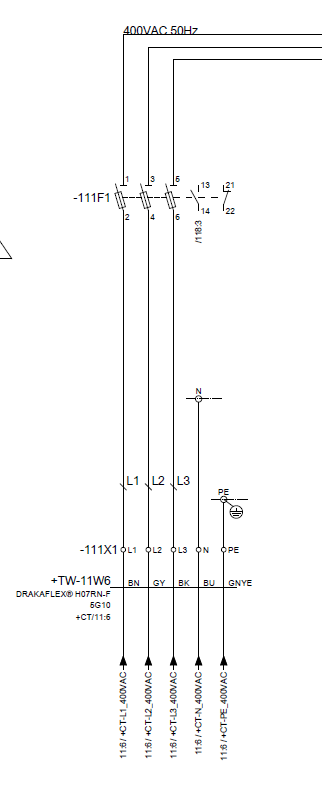 400VAC 50Hz
1 3 5 13 21
-111F1
2 4 6 14 22
/118:3
N
L1 L2 L3
PE
-111X1 L1 L2 L3 N PE
+TW-11W6 BN GY BK BU GNYE
DRAKAFLEX® H07RN-F
5G10
+CT/11:6
11:6 / +CT-L1_400VAC
11:6 / +CT-L2_400VAC
11:6 / +CT-L3_400VAC
11:6 / +CT-N_400VAC
11:6 / +CT-PE_400VAC